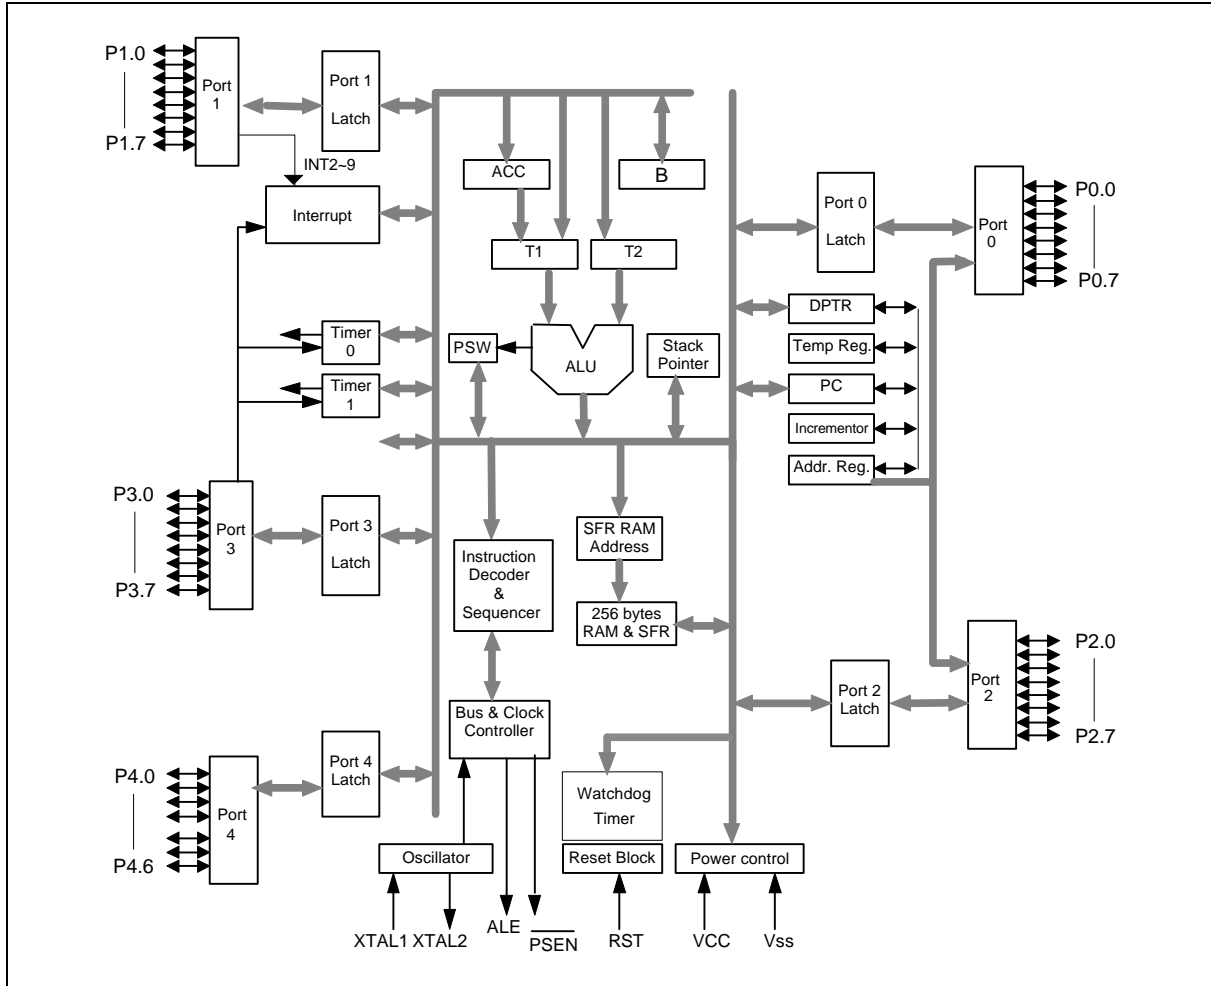 P1.0
P1.7
Port
1
Port 1
Latch
INT2~9
Interrupt
ACC
B
T1
T2
Timer
0
Timer
1
PSW
ALU
Stack
Pointer
Port 0
Latch
Port
0
P0.0
P0.7
DPTR
Temp Reg.
PC
Incrementor
Addr. Reg.
P3.0
P3.7
Port
3
Port 3
Latch
Instruction
Decoder
&
Sequencer
SFR RAM
Address
256 bytes
RAM & SFR
Port 2
Latch
Port
2
P2.0
P2.7
Bus & Clock
Controller
P4.0
P4.6
Port
4
Port 4
Latch
Watchdog
Timer
Oscillator
Reset Block
Power control
XTAL1
XTAL2
ALE
PSEN
RST
VCC
Vss